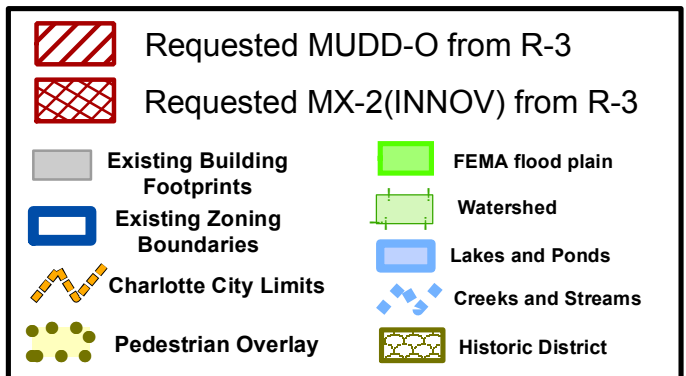 Requested MUDD-O from R-3
Requested MX-2(INNOV) from R-3
Existing Building
Footprints
Existing Zoning
Boundaries
Charlotte City Limits
Pedestrian Overlay
FEMA flood plain
Watershed
Lakes and Ponds
Creeks and Streams
Historic District